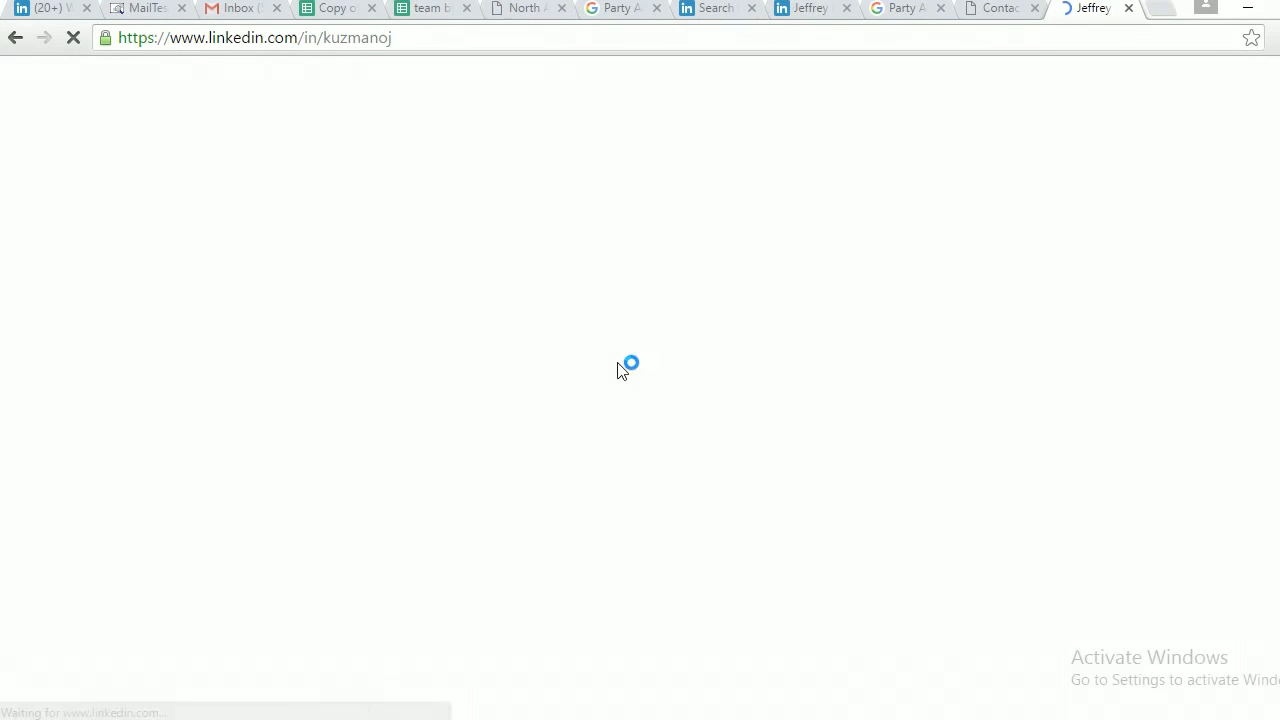 (20+) W MailTes Inbox ( Copy o team b North A Party A Search Jeffrey Party A Contac Jeffrey
https://www.linkedin.com/in/kuzmanoj
Activate Windows
Go to Settings to activate Windo
Waiting for www.linkedin.com...